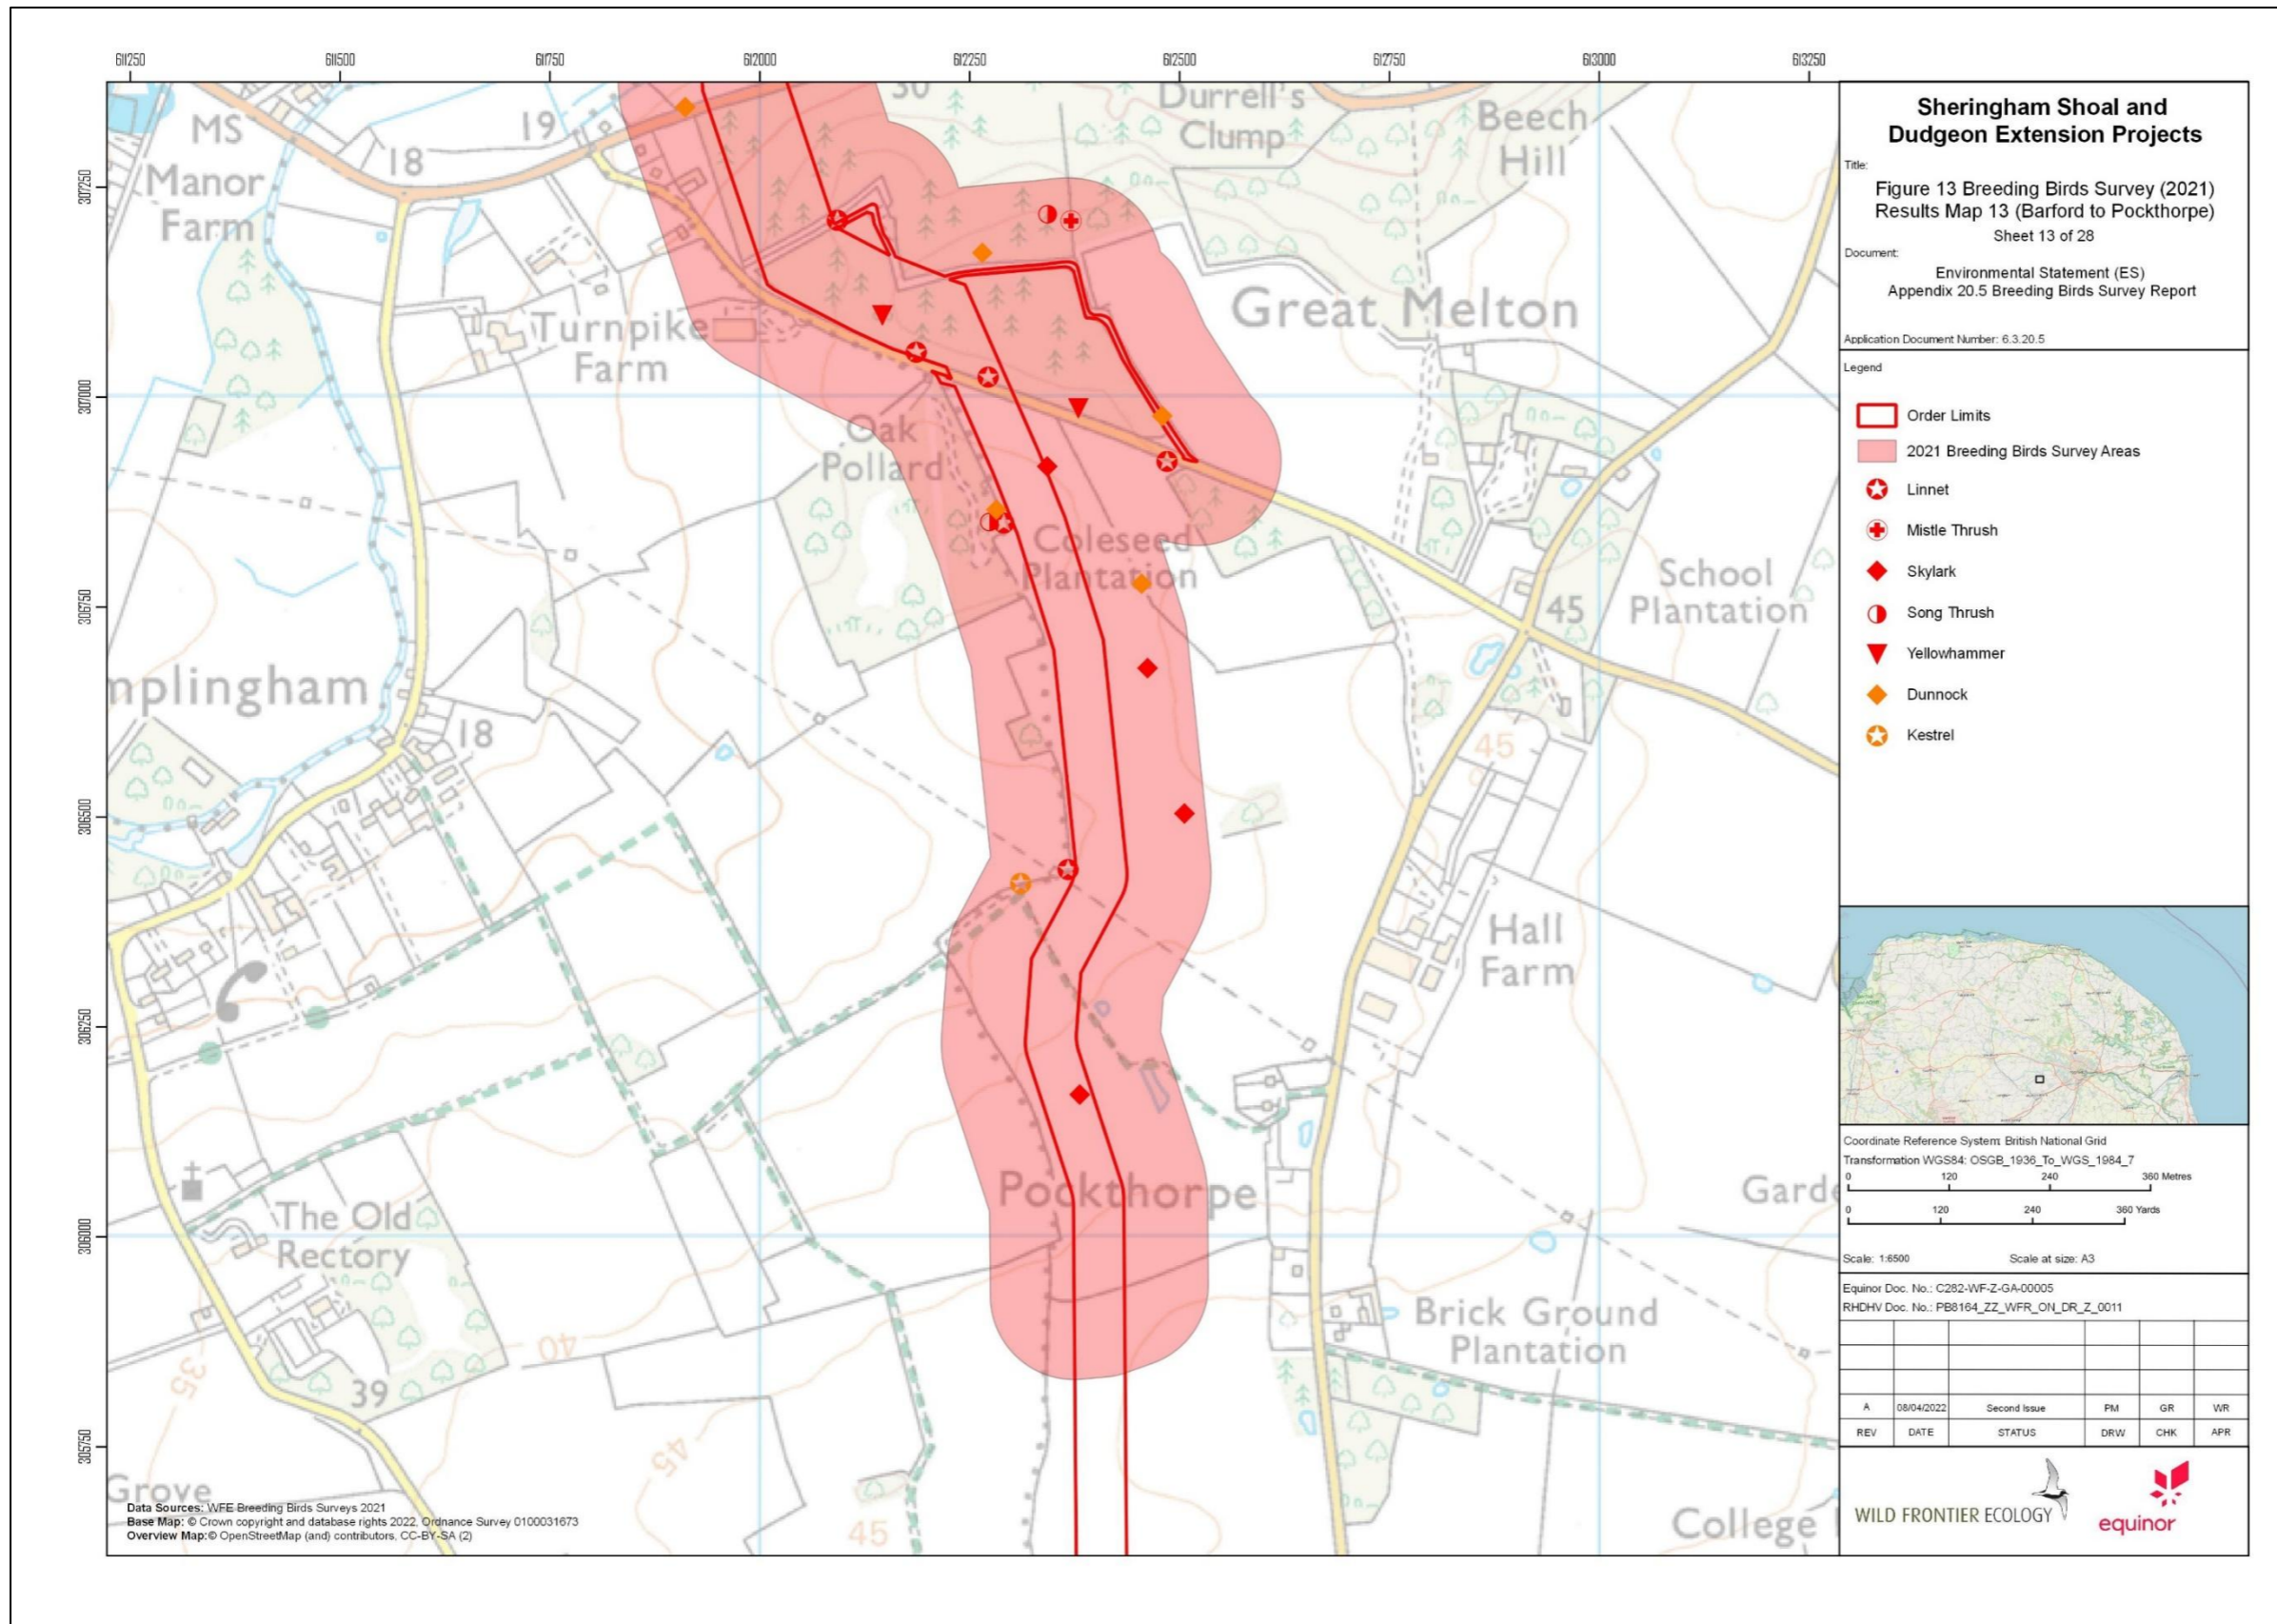 611250 611500 611750 612000 612250 612500 612750 613000 613250
307250
307000
306750
306500
306250
306000
305750
MS
Manor
Farm
19
18
30
Durrell's
Clump
Beech
Hill
Turnpike
Farm
Great Melton
Oak
Pollard
Coleseed
Plantation
School
Plantation
45
mplingham
18
45
Hall
Farm
Pockthorpe
The Old
Rectory
Garde
39
40
35
45
45
Brick Ground
Plantation
Grove
College
Data Sources: WFE Breeding Birds Surveys 2021
Base Map: © Crown copyright and database rights 2022, Ordnance Survey 0100031673
Overview Map:© OpenStreetMap (and) contributors, CC-BY-SA (2)
Sheringham Shoal and
Dudgeon Extension Projects
Title:
Figure 13 Breeding Birds Survey (2021)
Results Map 13 (Barford to Pockthorpe)
Sheet 13 of 28
Document:
Environmental Statement (ES)
Appendix 20.5 Breeding Birds Survey Report
Application Document Number: 6.3.20.5
Legend
Order Limits
2021 Breeding Birds Survey Areas
Linnet
Mistle Thrush
Skylark
Song Thrush
Yellowhammer
Dunnock
Kestrel
Coordinate Reference System: British National Grid
Transformation WGS84: OSGB_1936_To_WGS_1984_7
0 120 240 360 Metres
0 120 240 360 Yards
Scale: 1:6500 Scale at size: A3
Equinor Doc. No.: C282-WF-Z-GA-00005
RHDHV Doc. No.: PB8164_ZZ_WFR_ON_DR_Z_0011
A 08/04/2022 Second Issue PM GR WR
REV DATE STATUS DRW CHK APR
WILD FRONTIER ECOLOGY
equinor